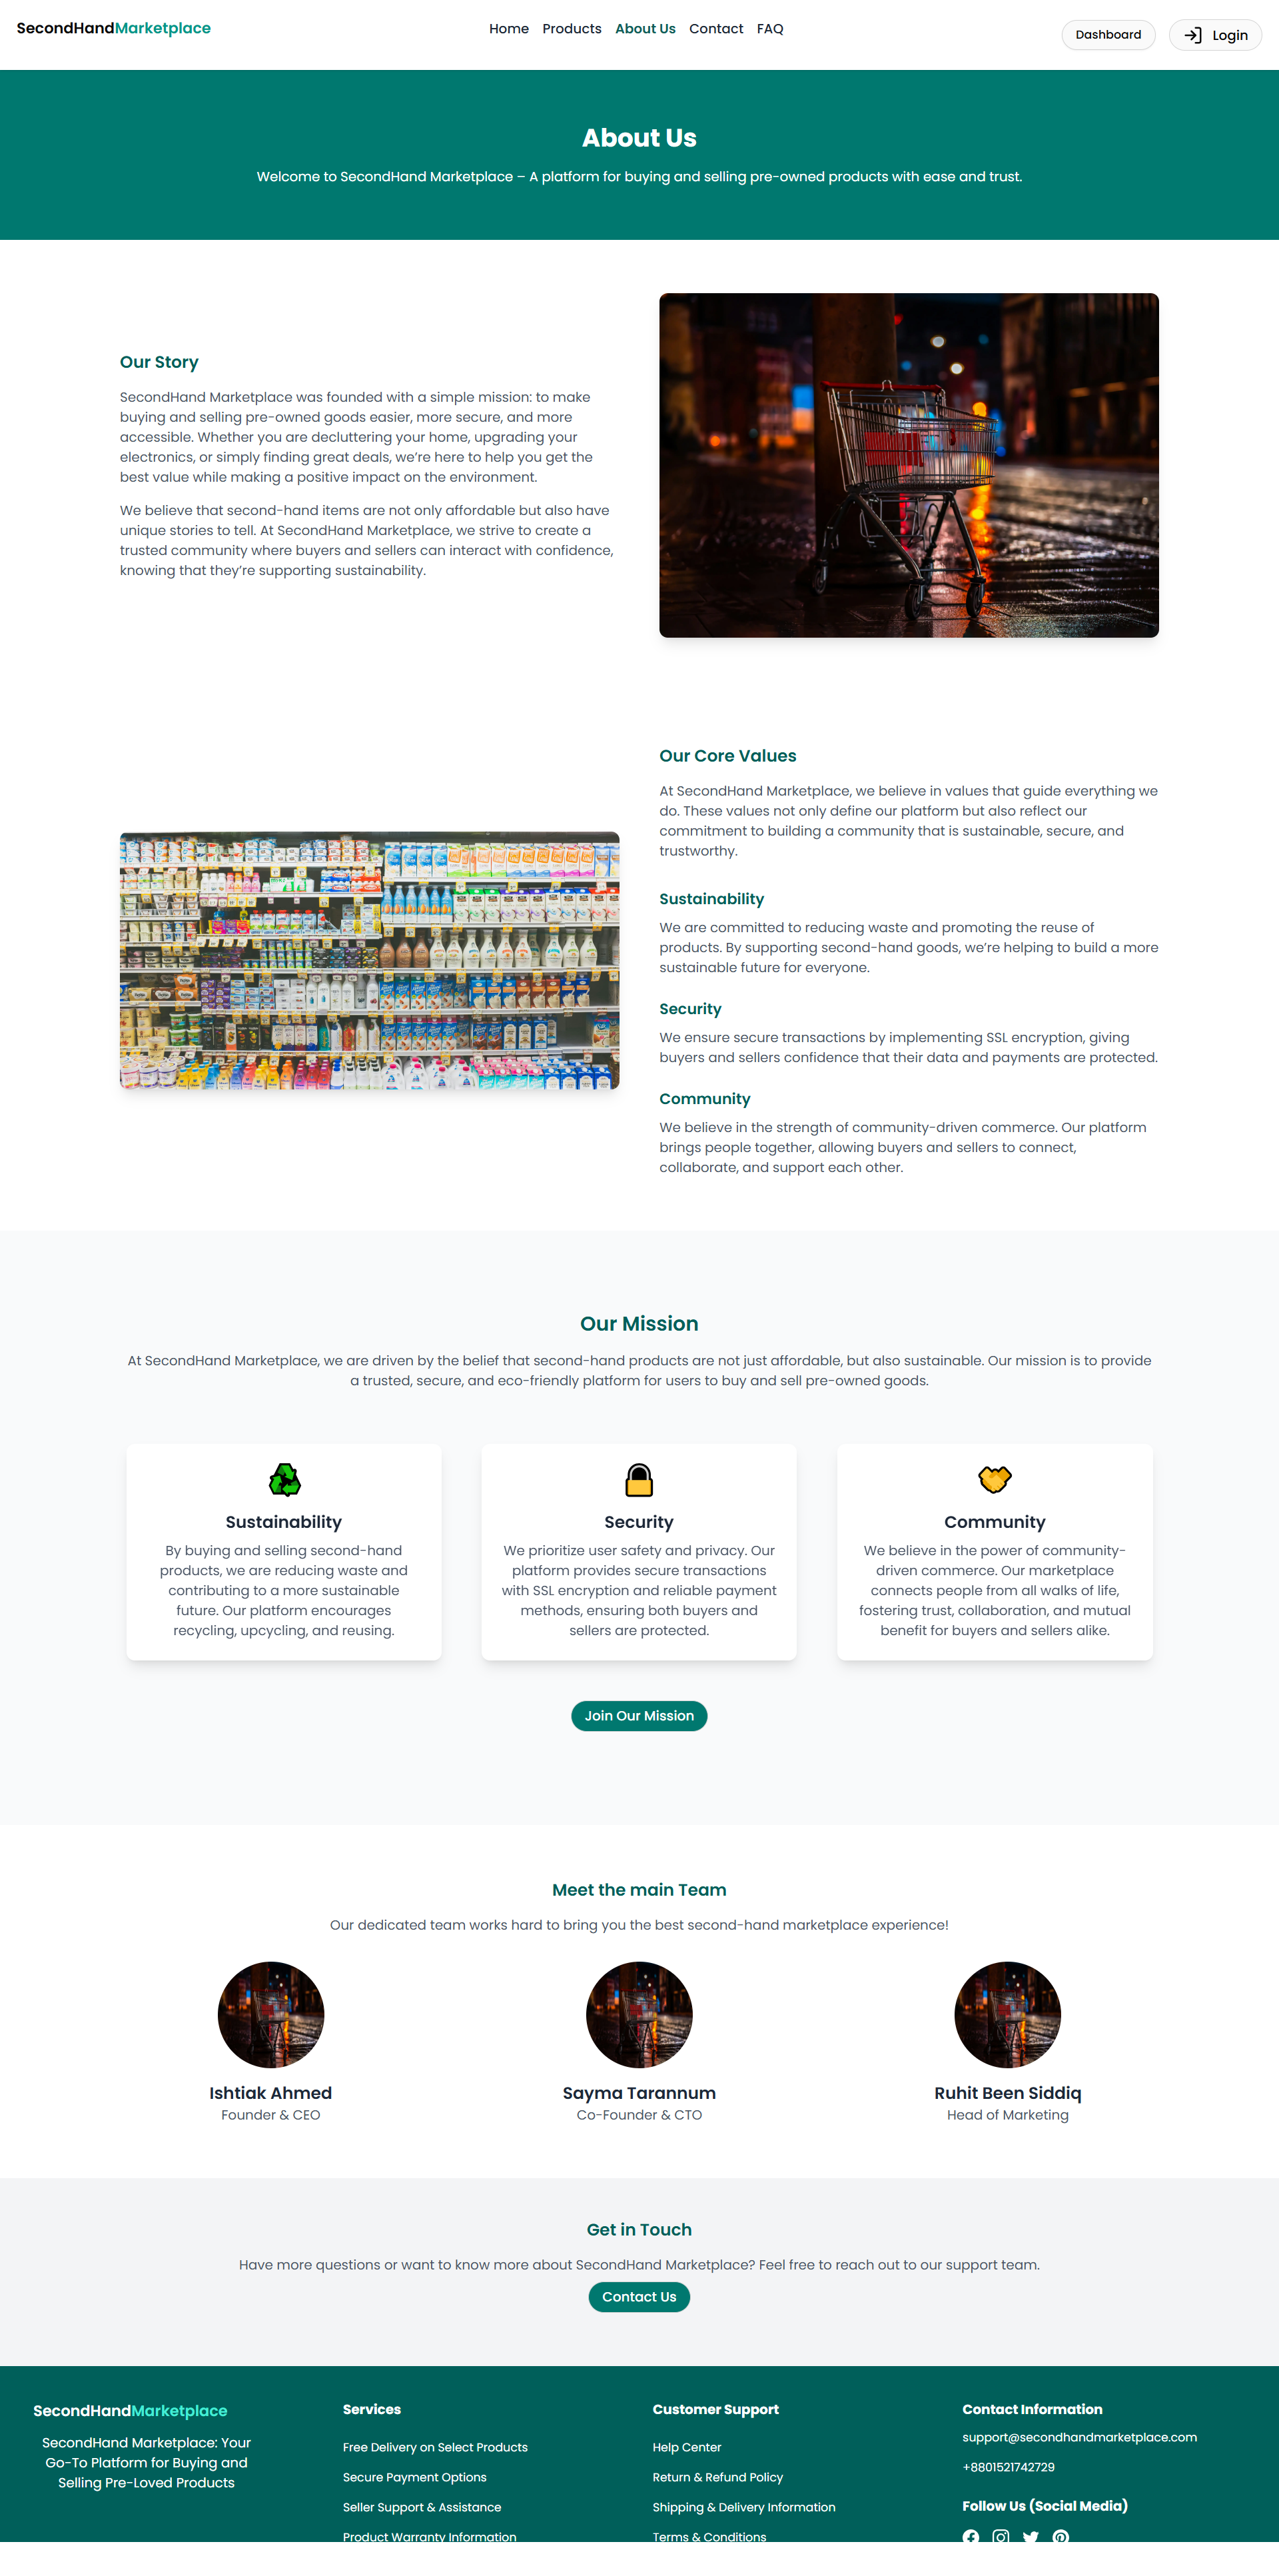 SecondHandMarketplace
Home Products About Us Contact FAQ
Dashboard
Login
About Us
Welcome to SecondHand Marketplace – A platform for buying and selling pre-owned products with ease and trust.
Our Story
SecondHand Marketplace was founded with a simple mission: to make
buying and selling pre-owned goods easier, more secure, and more
accessible. Whether you are decluttering your home, upgrading your
electronics, or simply finding great deals, we’re here to help you get the
best value while making a positive impact on the environment.
We believe that second-hand items are not only affordable but also have
unique stories to tell. At SecondHand Marketplace, we strive to create a
trusted community where buyers and sellers can interact with confidence,
knowing that they’re supporting sustainability.
Our Core Values
At SecondHand Marketplace, we believe in values that guide everything we
do. These values not only define our platform but also reflect our
commitment to building a community that is sustainable, secure, and
trustworthy.
Sustainability
We are committed to reducing waste and promoting the reuse of
products. By supporting second-hand goods, we’re helping to build a more
sustainable future for everyone.
Security
We ensure secure transactions by implementing SSL encryption, giving
buyers and sellers confidence that their data and payments are protected.
Community
We believe in the strength of community-driven commerce. Our platform
brings people together, allowing buyers and sellers to connect,
collaborate, and support each other.
Our Mission
At SecondHand Marketplace, we are driven by the belief that second-hand products are not just affordable, but also sustainable. Our mission is to provide
a trusted, secure, and eco-friendly platform for users to buy and sell pre-owned goods.
Sustainability
By buying and selling second-hand
products, we are reducing waste and
contributing to a more sustainable
future. Our platform encourages
recycling, upcycling, and reusing.
Security
We prioritize user safety and privacy. Our
platform provides secure transactions
with SSL encryption and reliable payment
methods, ensuring both buyers and
sellers are protected.
Community
We believe in the power of community-
driven commerce. Our marketplace
connects people from all walks of life,
fostering trust, collaboration, and mutual
benefit for buyers and sellers alike.
Join Our Mission
Meet the main Team
Our dedicated team works hard to bring you the best second-hand marketplace experience!
Ishtiak Ahmed
Founder & CEO
Sayma Tarannum
Co-Founder & CTO
Ruhit Been Siddiq
Head of Marketing
Get in Touch
Have more questions or want to know more about SecondHand Marketplace? Feel free to reach out to our support team.
Contact Us
SecondHandMarketplace
SecondHand Marketplace: Your
Go-To Platform for Buying and
Selling Pre-Loved Products
Services
Free Delivery on Select Products
Secure Payment Options
Seller Support & Assistance
Product Warranty Information
Customer Support
Help Center
Return & Refund Policy
Shipping & Delivery Information
Terms & Conditions
Contact Information
support@secondhandmarketplace.com
+8801521742729
Follow Us (Social Media)